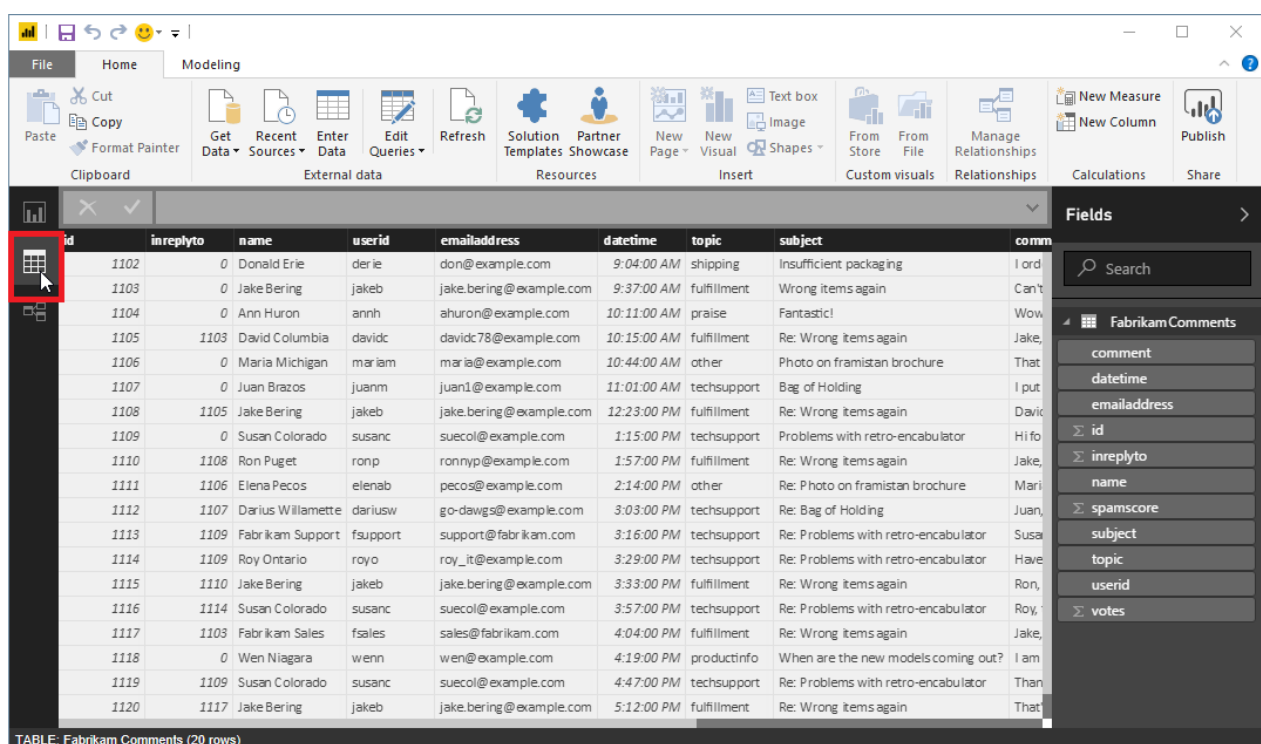 File Home Modeling
Paste
Cut
Copy
Format Painter
Clipboard
Get Data
Recent Sources
Enter Data
Edit Queries
Refresh
External data
Solution Templates
Partner Showcase
Resources
New Page
New Visual
Text box
Image
Shapes
Insert
From Store
From File
Custom visuals
Manage Relationships
Relationships
New Measure
New Column
Calculations
Publish
Share
id inreplyto name userid emailaddress datetime topic subject comm
1102 0 Donald Erie derie don@example.com 9:04:00 AM shipping Insufficient packaging I ord
1103 0 Jake Bering jakeb jake.bering@example.com 9:37:00 AM fulfillment Wrong items again Can't
1104 0 Ann Huron annh ahuron@example.com 10:11:00 AM praise Fantastic! Wow
1105 1103 David Columbia davidc davidc78@example.com 10:15:00 AM fulfillment Re: Wrong items again Jake,
1106 0 Maria Michigan mariam maria@example.com 10:44:00 AM other Photo on framistan brochure That
1107 0 Juan Brazos juanm juan1@example.com 11:01:00 AM techsupport Bag of Holding I put
1108 1105 Jake Bering jakeb jake.bering@example.com 12:23:00 PM fulfillment Re: Wrong items again David
1109 0 Susan Colorado susanc suecol@example.com 1:15:00 PM techsupport Problems with retro-encabulator Hi fo
1110 1108 Ron Puget ronp ronnyp@example.com 1:57:00 PM fulfillment Re: Wrong items again Jake,
1111 1106 Elena Pecos elenab pecos@example.com 2:14:00 PM other Re: Photo on framistan brochure Mari
1112 1107 Darius Willamette dariusw go-dawgs@example.com 3:03:00 PM techsupport Re: Bag of Holding Juan,
1113 1109 Fabrikam Support fsupport support@fabrikam.com 3:16:00 PM techsupport Re: Problems with retro-encabulator Susa
1114 1109 Roy Ontario royo roy_it@example.com 3:29:00 PM techsupport Re: Problems with retro-encabulator Have
1115 1110 Jake Bering jakeb jake.bering@example.com 3:33:00 PM fulfillment Re: Wrong items again Ron,
1116 1114 Susan Colorado susanc suecol@example.com 3:57:00 PM techsupport Re: Problems with retro-encabulator Roy,
1117 1103 Fabrikam Sales fsales sales@fabrikam.com 4:04:00 PM fulfillment Re: Wrong items again Jake,
1118 0 Wen Niagara wenn wen@example.com 4:19:00 PM productinfo When are the new models coming out? I am
1119 1109 Susan Colorado susanc suecol@example.com 4:47:00 PM techsupport Re: Problems with retro-encabulator Than
1120 1117 Jake Bering jakeb jake.bering@example.com 5:12:00 PM fulfillment Re: Wrong items again That'
Fields
Search
Fabrikam Comments
comment
datetime
emailaddress
Σ id
Σ inreplyto
name
Σ spamscore
subject
topic
userid
Σ votes
TABLE: Fabrikam Comments (20 rows)